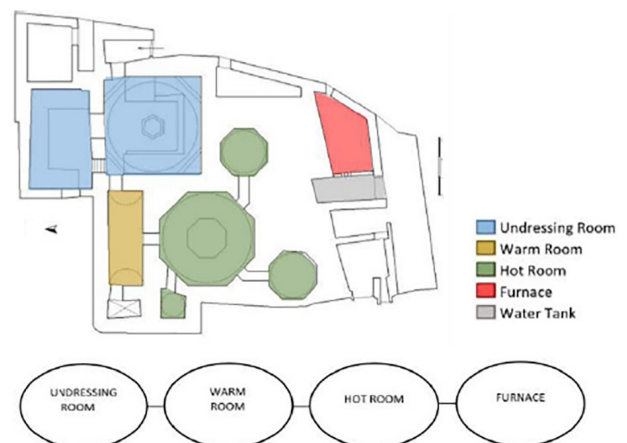 Undressing Room
Warm Room
Hot Room
Furnace
Water Tank
UNDRESSING
ROOM
WARM
ROOM
HOT ROOM
FURNACE